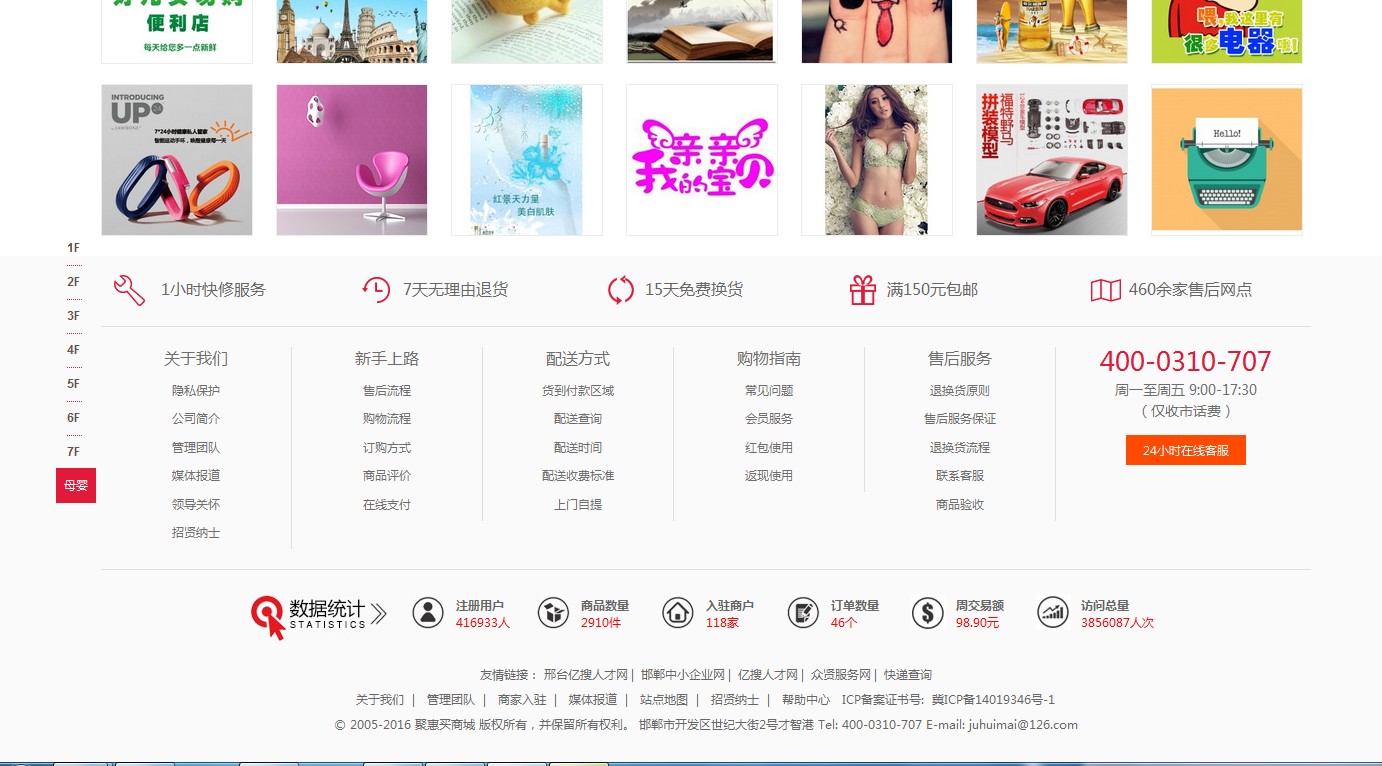 便利店
每天给您多一点新鲜
喂,我这里有
很多电器啦!
INTRODUCING
UP24
7*24小时健康私人管家
智能运动手环,唤醒健康每一天
红景天力量
美白肌肤
亲亲
我的宝贝
福特野马
拼装模型
Hello!
1F
2F
3F
4F
5F
6F
7F
母婴
1小时快修服务
7天无理由退货
15天免费换货
满150元包邮
460余家售后网点
关于我们
隐私保护
公司简介
管理团队
媒体报道
领导关怀
招贤纳士
新手上路
售后流程
购物流程
订购方式
商品评价
在线支付
配送方式
货到付款区域
配送查询
配送时间
配送收费标准
上门自提
购物指南
常见问题
会员服务
红包使用
返现使用
售后服务
退换货原则
售后服务保证
退换货流程
联系客服
商品验收
400-0310-707
周一至周五 9:00-17:30
（ 仅收市话费 ）
24小时在线客服
数据统计
STATISTICS
注册用户
416933人
商品数量
2910件
入驻商户
118家
订单数量
46个
周交易额
98.90元
访问总量
3856087人次
友情链接： 邢台亿搜人才网 | 邯郸中小企业网 | 亿搜人才网 | 众贤服务网 | 快递查询
关于我们 | 管理团队 | 商家入驻 | 媒体报道 | 站点地图 | 招贤纳士 | 帮助中心 ICP备案证书号: 冀ICP备14019346号-1
© 2005-2016 聚惠买商城 版权所有，并保留所有权利。 邯郸市开发区世纪大街2号才智港 Tel: 400-0310-707 E-mail: juhuimai@126.com